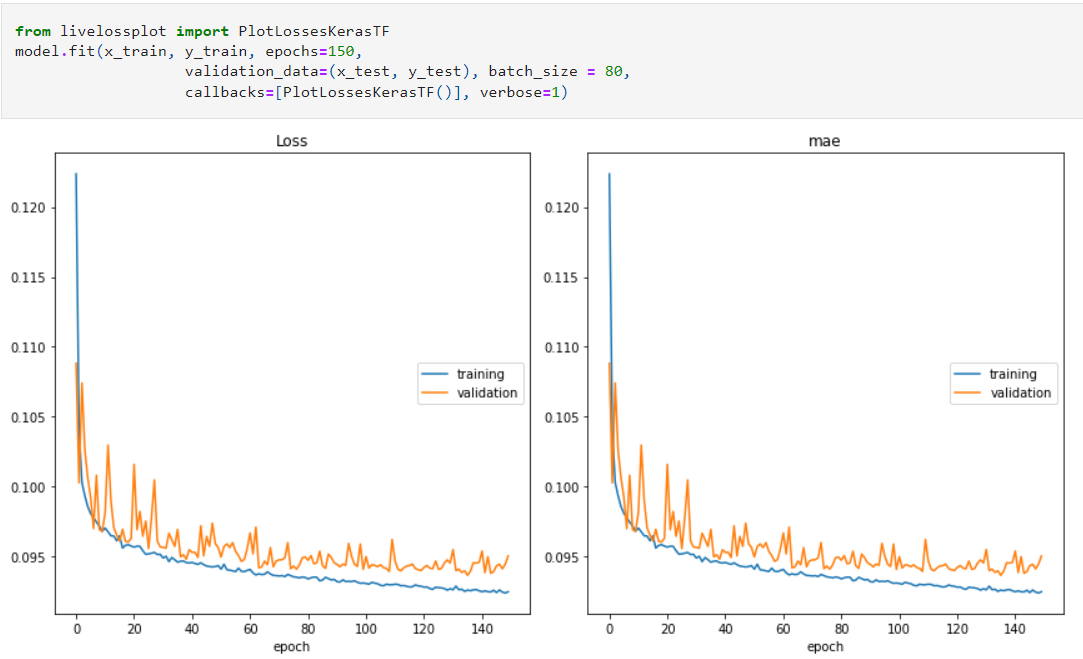 from livelossplot import PlotLossesKerasTF
model.fit(x_train, y_train, epochs=150,
validation_data=(x_test, y_test), batch_size = 80,
callbacks=[PlotLossesKerasTF()], verbose=1)
Loss
0.120
0.115
0.110
0.105
0.100
0.095
training
validation
0 20 40 60 80 100 120 140
epoch
mae
0.120
0.115
0.110
0.105
0.100
0.095
training
validation
0 20 40 60 80 100 120 140
epoch